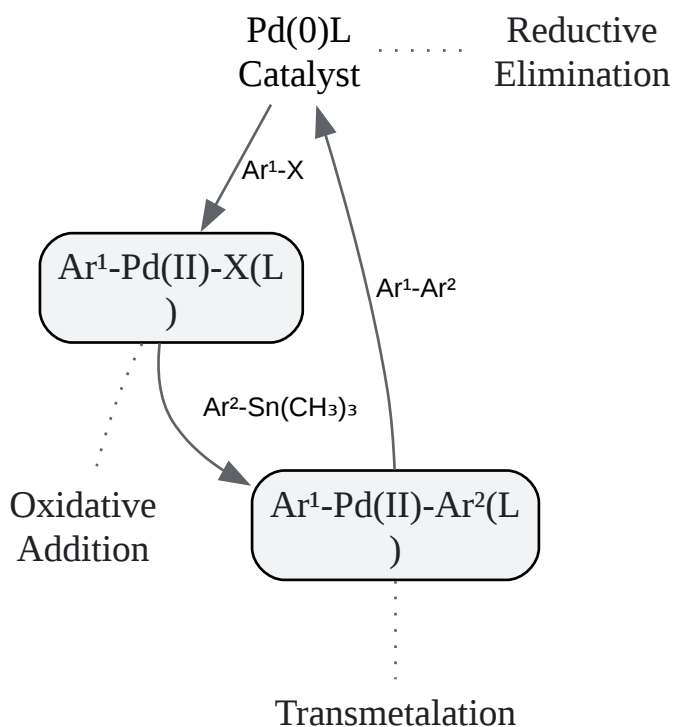 Pd(0)L
Catalyst
Reductive
Elimination
Ar¹-X
Ar¹-Pd(II)-X(L
)
Ar¹-Ar²
Ar²-Sn(CH₃)₃
Oxidative
Addition
Ar¹-Pd(II)-Ar²(L
)
Transmetalation